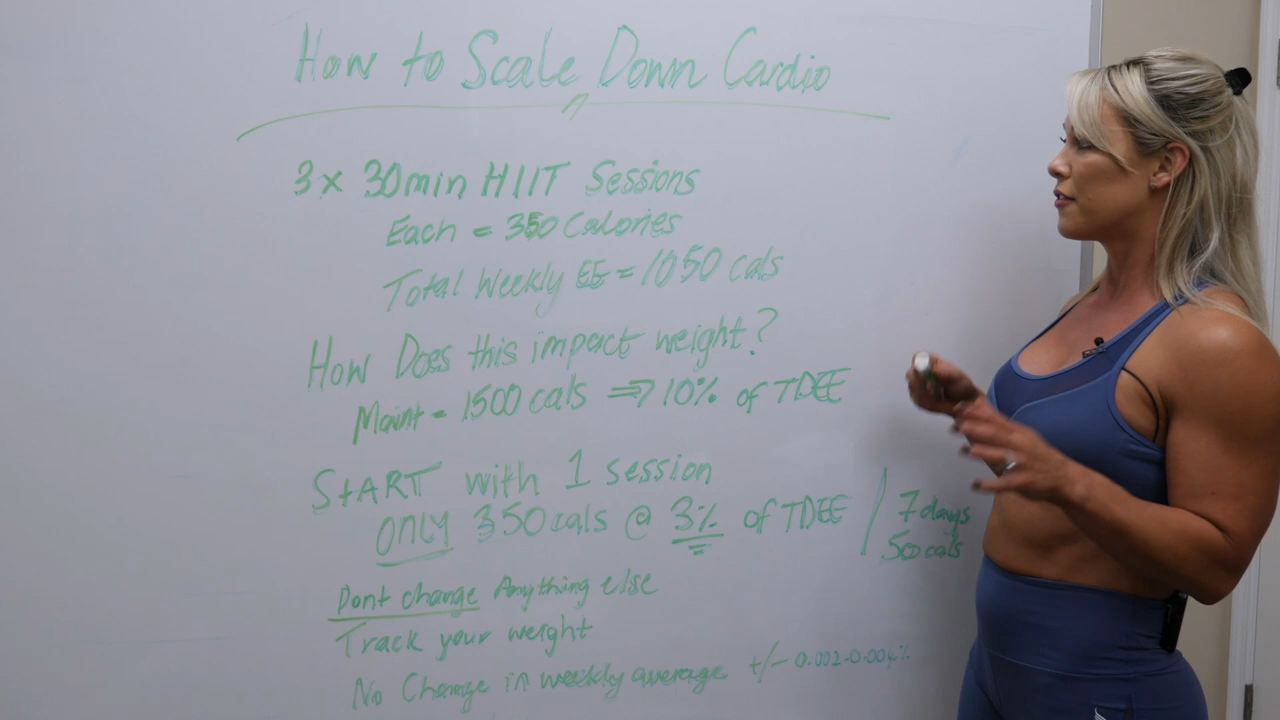 How to Scale Down Cardio
3 x 30min HIIT Sessions
Each = 350 Calories
Total Weekly EE = 1050 cals
How Does this impact weight?
Maint = 1500 cals => 10% of TDEE
StART with 1 session
ONLY 350 cals @ 3% of TDEE / 7 days
500 cals
Dont change Anything else
Track your weight
No Change in weekly average +/- 0.002-0.004%